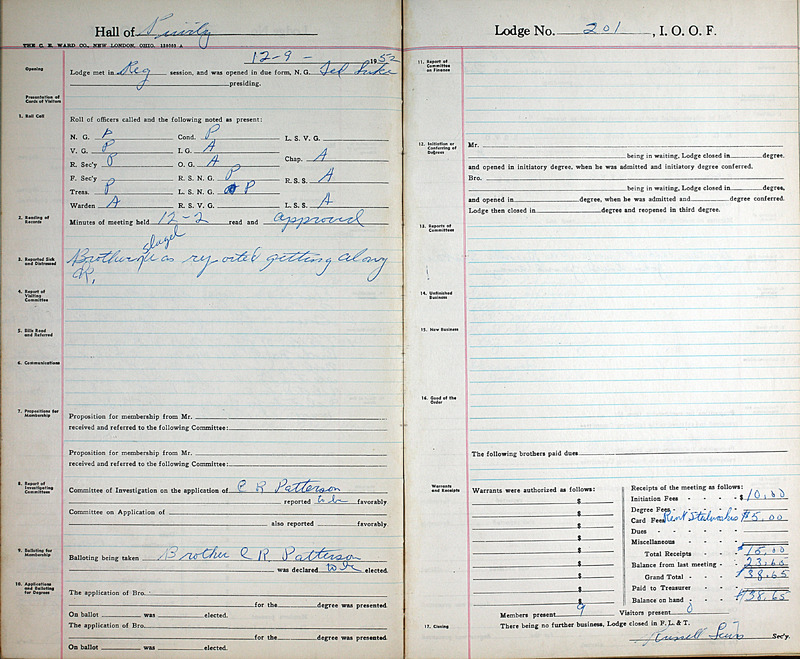 Hall of Purity
THE C. E. WARD CO., NEW LONDON, OHIO.
12-9- 1952
Opening
Lodge met in Reg session, and was opened in due form, N. G. Ted
presiding.
Presentation of Cards of Visitors
1. Roll Call
Roll of officers called and the following noted as present:
N. G. P Cond. P L. S. V. G.
V. G. P I. G. A Chap. A
R. Sec'y P O. G. A
F. Sec'y R. S. N. G. P R. S. S. A
Treas. P L. S. N. G. P
Warden A R. S. V. G. L. S. S. A
2. Reading of Records
Minutes of meeting held 12-2 read and approved
slagel
3. Reported Sick and Distressed
Brother as reported getting along
K.
4. Report of Visiting Committee
5. Bills Read and Referred
6. Communications
7. Propositions for Membership
Proposition for membership from Mr.
received and referred to the following Committee:
Proposition for membership from Mr.
received and referred to the following Committee:
8. Report of Investigating Committees
Committee of Investigation on the application of C R Patterson
reported to be favorably
Committee on Application of
also reported favorably.
9. Balloting for Membership
Balloting being taken Brother C R Patterson
was declared to be elected.
10. Applications and Balloting for Degrees
The application of Bro.
for the degree was presented.
On ballot was elected.
The application of Bro.
for the degree was presented.
On ballot was elected.
Lodge No. 201, I. O. O. F.
11. Report of Committee on Finance
12. Initiation or Conferring of Degrees
Mr.
being in waiting, Lodge closed in degree.
and opened in initiatory degree, when he was admitted and initiatory degree conferred.
Bro.
being in waiting, Lodge closed in degree,
and opened in degree, when he was admitted and degree conferred.
Lodge then closed in degree and reopened in third degree.
13. Reports of Committees
14. Unfinished Business
15. New Business
16. Good of the Order
The following brothers paid dues
Warrants and Receipts
Warrants were authorized as follows:
$
$
$
$
$
$
$
$
$
Receipts of the meeting as follows:
Initiation Fees - - - - $10.00
Degree Fees
Card Fees Rent $5.00
Dues
Miscellaneous
Total Receipts - - $15.00
Balance from last meeting - 23.65
Grand Total - - - $38.65
Paid to Treasurer
Balance on hand - - $38.65
Members present 9 Visitors present 0
17. Closing
There being no further business, Lodge closed in F. L. & T.
Russell Lewis Sec'y.